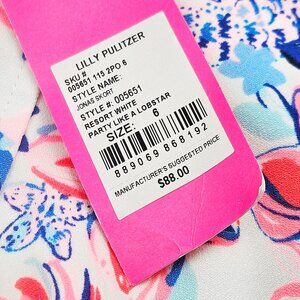 LILLY PULITZER
SKU #
005651 115 2PO 6
STYLE NAME:
JONAS SKORT
STYLE #: 005651
RESORT WHITE
PARTY LIKE A LOBSTAR
SIZE: 6
889069 868192
MANUFACTURER'S SUGGESTED PRICE
$88.00